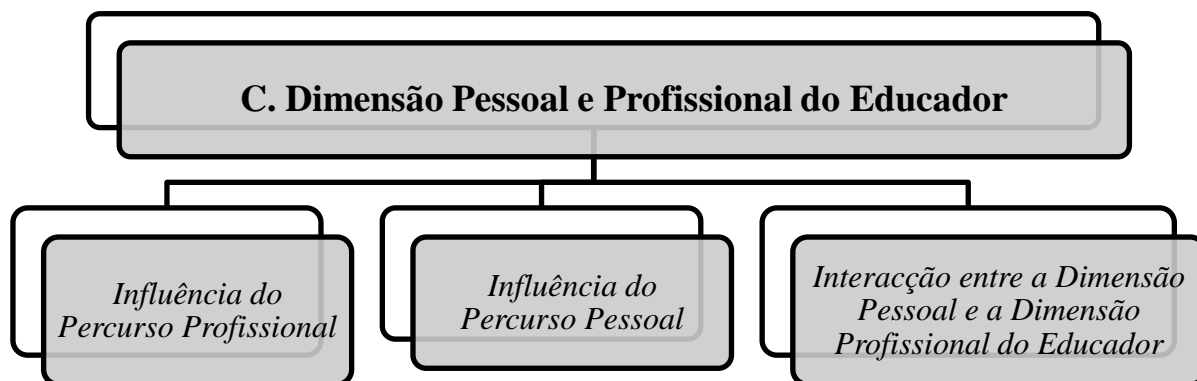 C. Dimensão Pessoal e Profissional do Educador
Influência do
Percurso Profissional
Influência do
Percurso Pessoal
Interacção entre a Dimensão
Pessoal e a Dimensão
Profissional do Educador